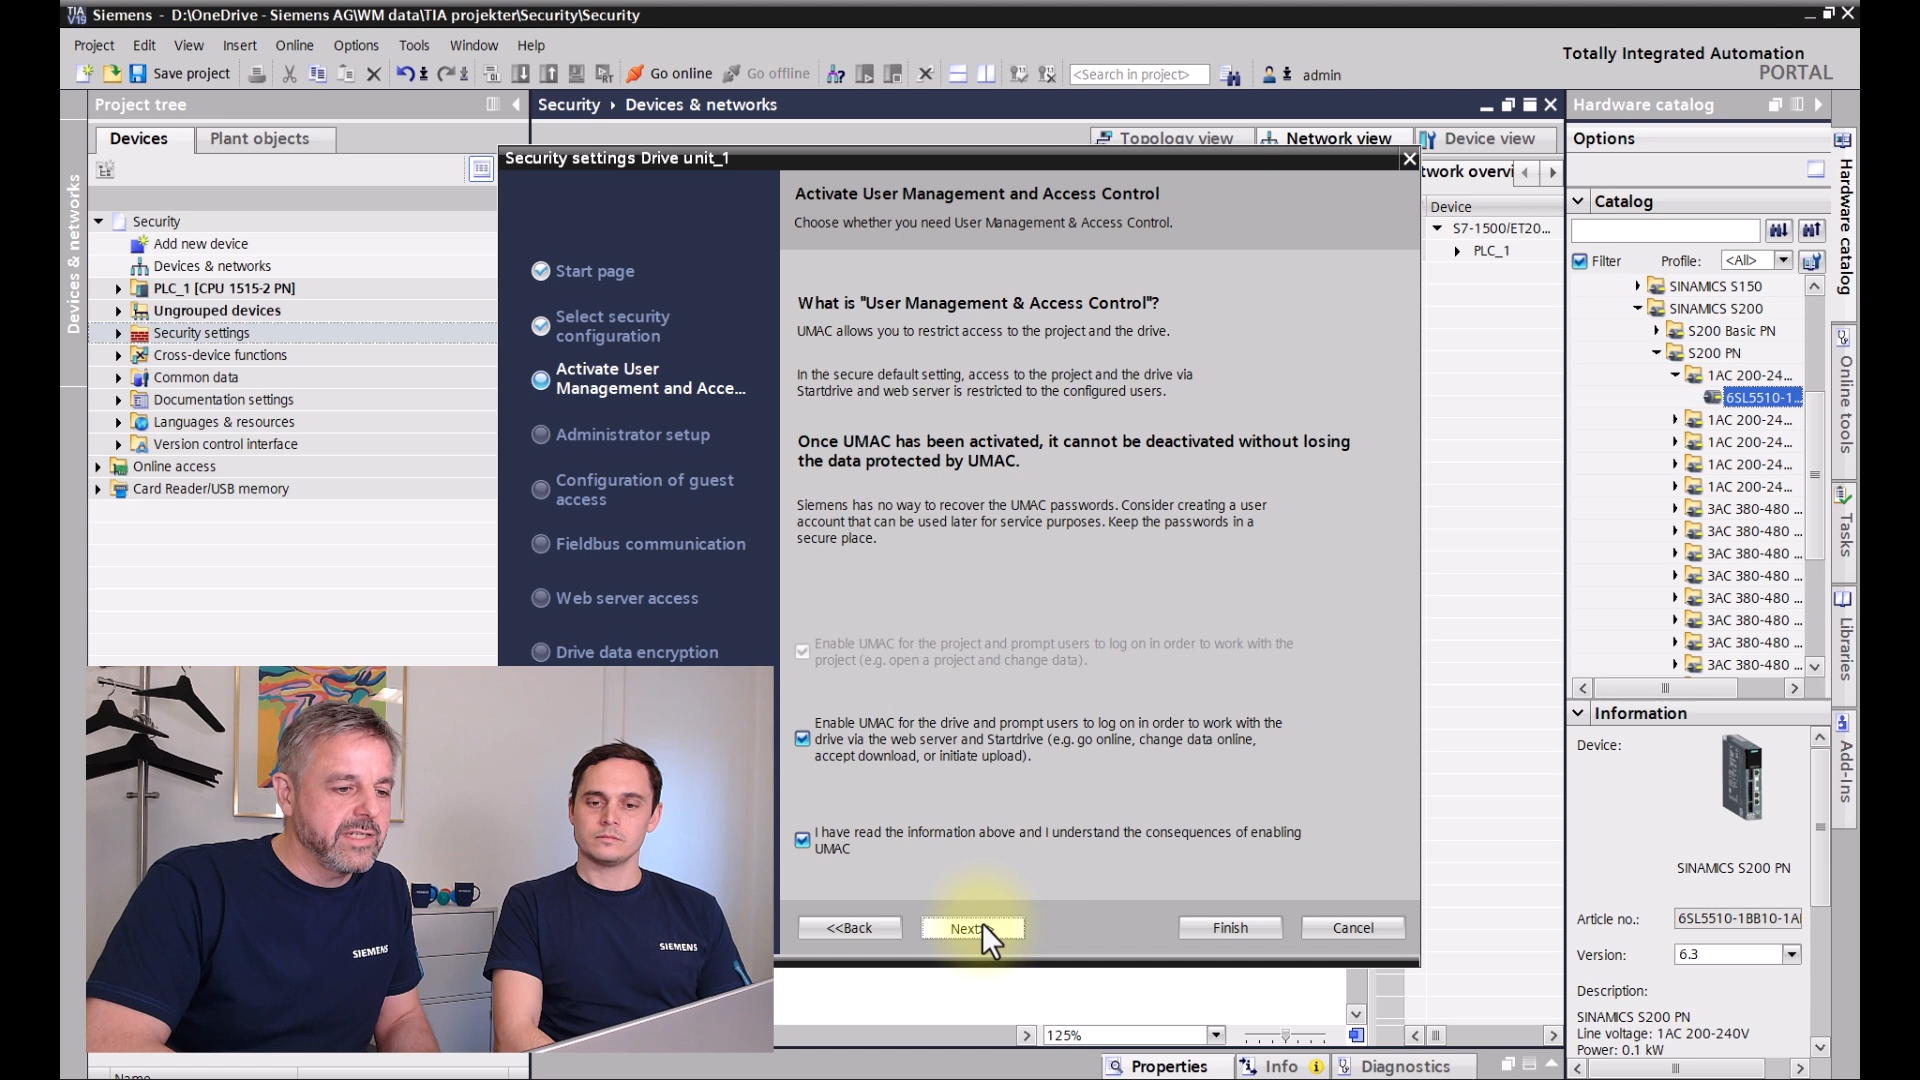 TIA V19
Siemens - D:\OneDrive - Siemens AG\WM data\TIA projekter\Security\Security
Project Edit View Insert Online Options Tools Window Help
Totally Integrated Automation
PORTAL
Save project
Go online
Go offline
<Search in project>
admin
Project tree
Security › Devices & networks
Hardware catalog
Devices
Plant objects
Topology view
Network view
Device view
Options
Devices & networks
Security
Add new device
Devices & networks
PLC_1 [CPU 1515-2 PN]
Ungrouped devices
Security settings
Cross-device functions
Common data
Documentation settings
Languages & resources
Version control interface
Online access
Card Reader/USB memory
Name
Security settings Drive unit_1
Start page
Select security
configuration
Activate User
Management and Acce...
Administrator setup
Configuration of guest
access
Fieldbus communication
Web server access
Drive data encryption
Activate User Management and Access Control
Choose whether you need User Management & Access Control.
What is "User Management & Access Control"?
UMAC allows you to restrict access to the project and the drive.
In the secure default setting, access to the project and the drive via
Startdrive and web server is restricted to the configured users.
Once UMAC has been activated, it cannot be deactivated without losing
the data protected by UMAC.
Siemens has no way to recover the UMAC passwords. Consider creating a user
account that can be used later for service purposes. Keep the passwords in a
secure place.
Enable UMAC for the project and prompt users to log on in order to work with the
project (e.g. open a project and change data).
Enable UMAC for the drive and prompt users to log on in order to work with the
drive via the web server and Startdrive (e.g. go online, change data online,
accept download, or initiate upload).
I have read the information above and I understand the consequences of enabling
UMAC
<<Back
Next
Finish
Cancel
SIEMENS
SIEMENS
twork overvi
Device
S7-1500/ET20...
PLC_1
125%
Properties
Info
Diagnostics
Catalog
Filter
Profile:
<All>
SINAMICS S150
SINAMICS S200
S200 Basic PN
S200 PN
1AC 200-24...
6SL5510-1...
1AC 200-24...
1AC 200-24...
1AC 200-24...
1AC 200-24...
3AC 380-480 ...
3AC 380-480 ...
3AC 380-480 ...
3AC 380-480 ...
3AC 380-480 ...
3AC 380-480 ...
3AC 380-480 ...
3AC 380-480 ...
Information
Device:
SINAMICS S200 PN
Article no.:
6SL5510-1BB10-1A
Version:
6.3
Description:
SINAMICS S200 PN
Line voltage: 1AC 200-240V
Power: 0.1 kW
Hardware catalog
Online tools
Tasks
Libraries
Add-Ins